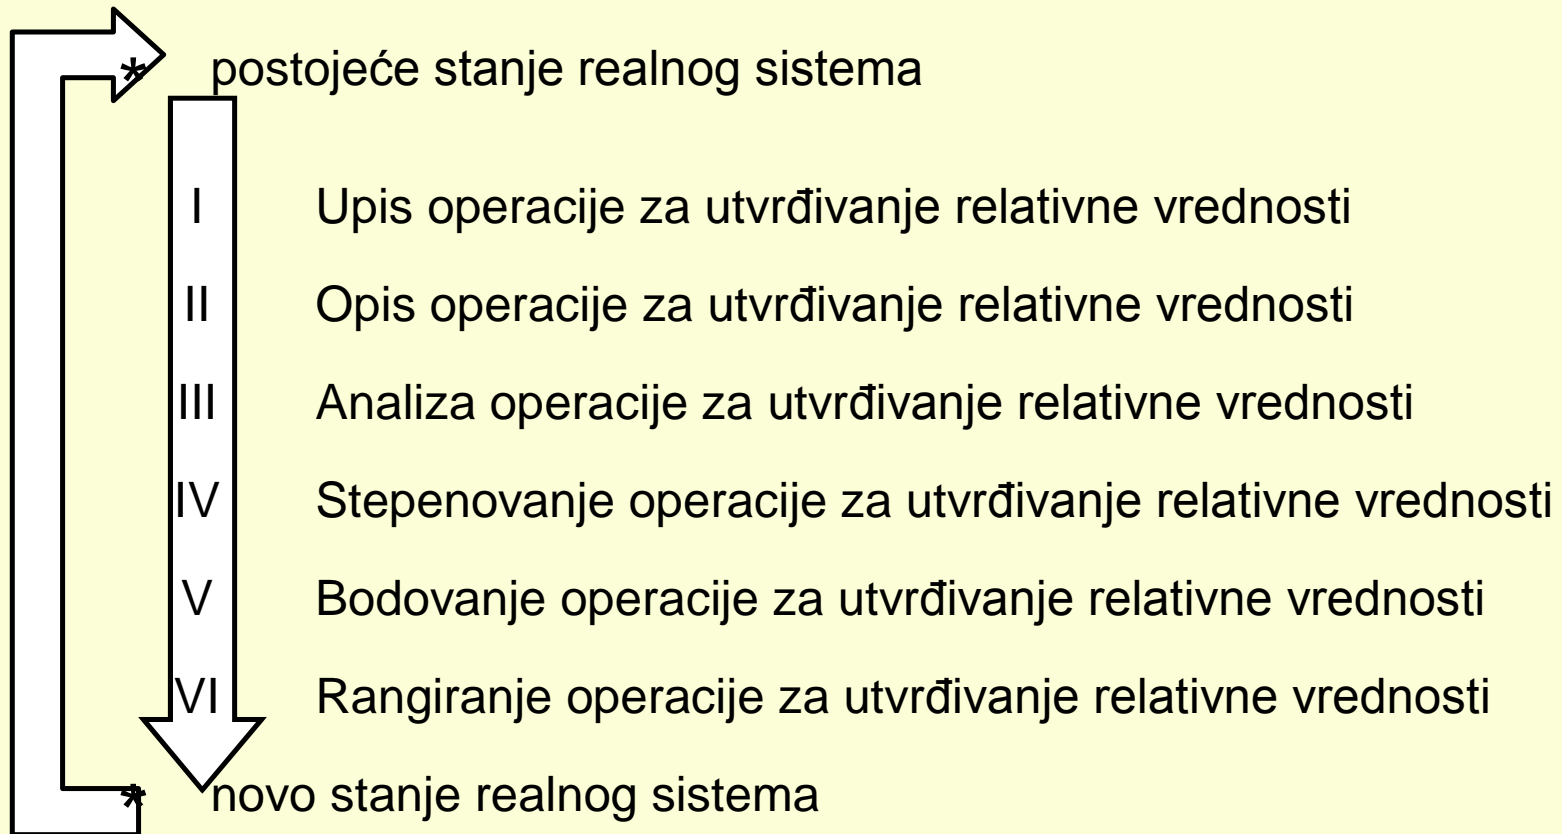 * postojeće stanje realnog sistema
I Upis operacije za utvrđivanje relativne vrednosti
II Opis operacije za utvrđivanje relativne vrednosti
III Analiza operacije za utvrđivanje relativne vrednosti
IV Stepenovanje operacije za utvrđivanje relativne vrednosti
V Bodovanje operacije za utvrđivanje relativne vrednosti
VI Rangiranje operacije za utvrđivanje relativne vrednosti
* novo stanje realnog sistema